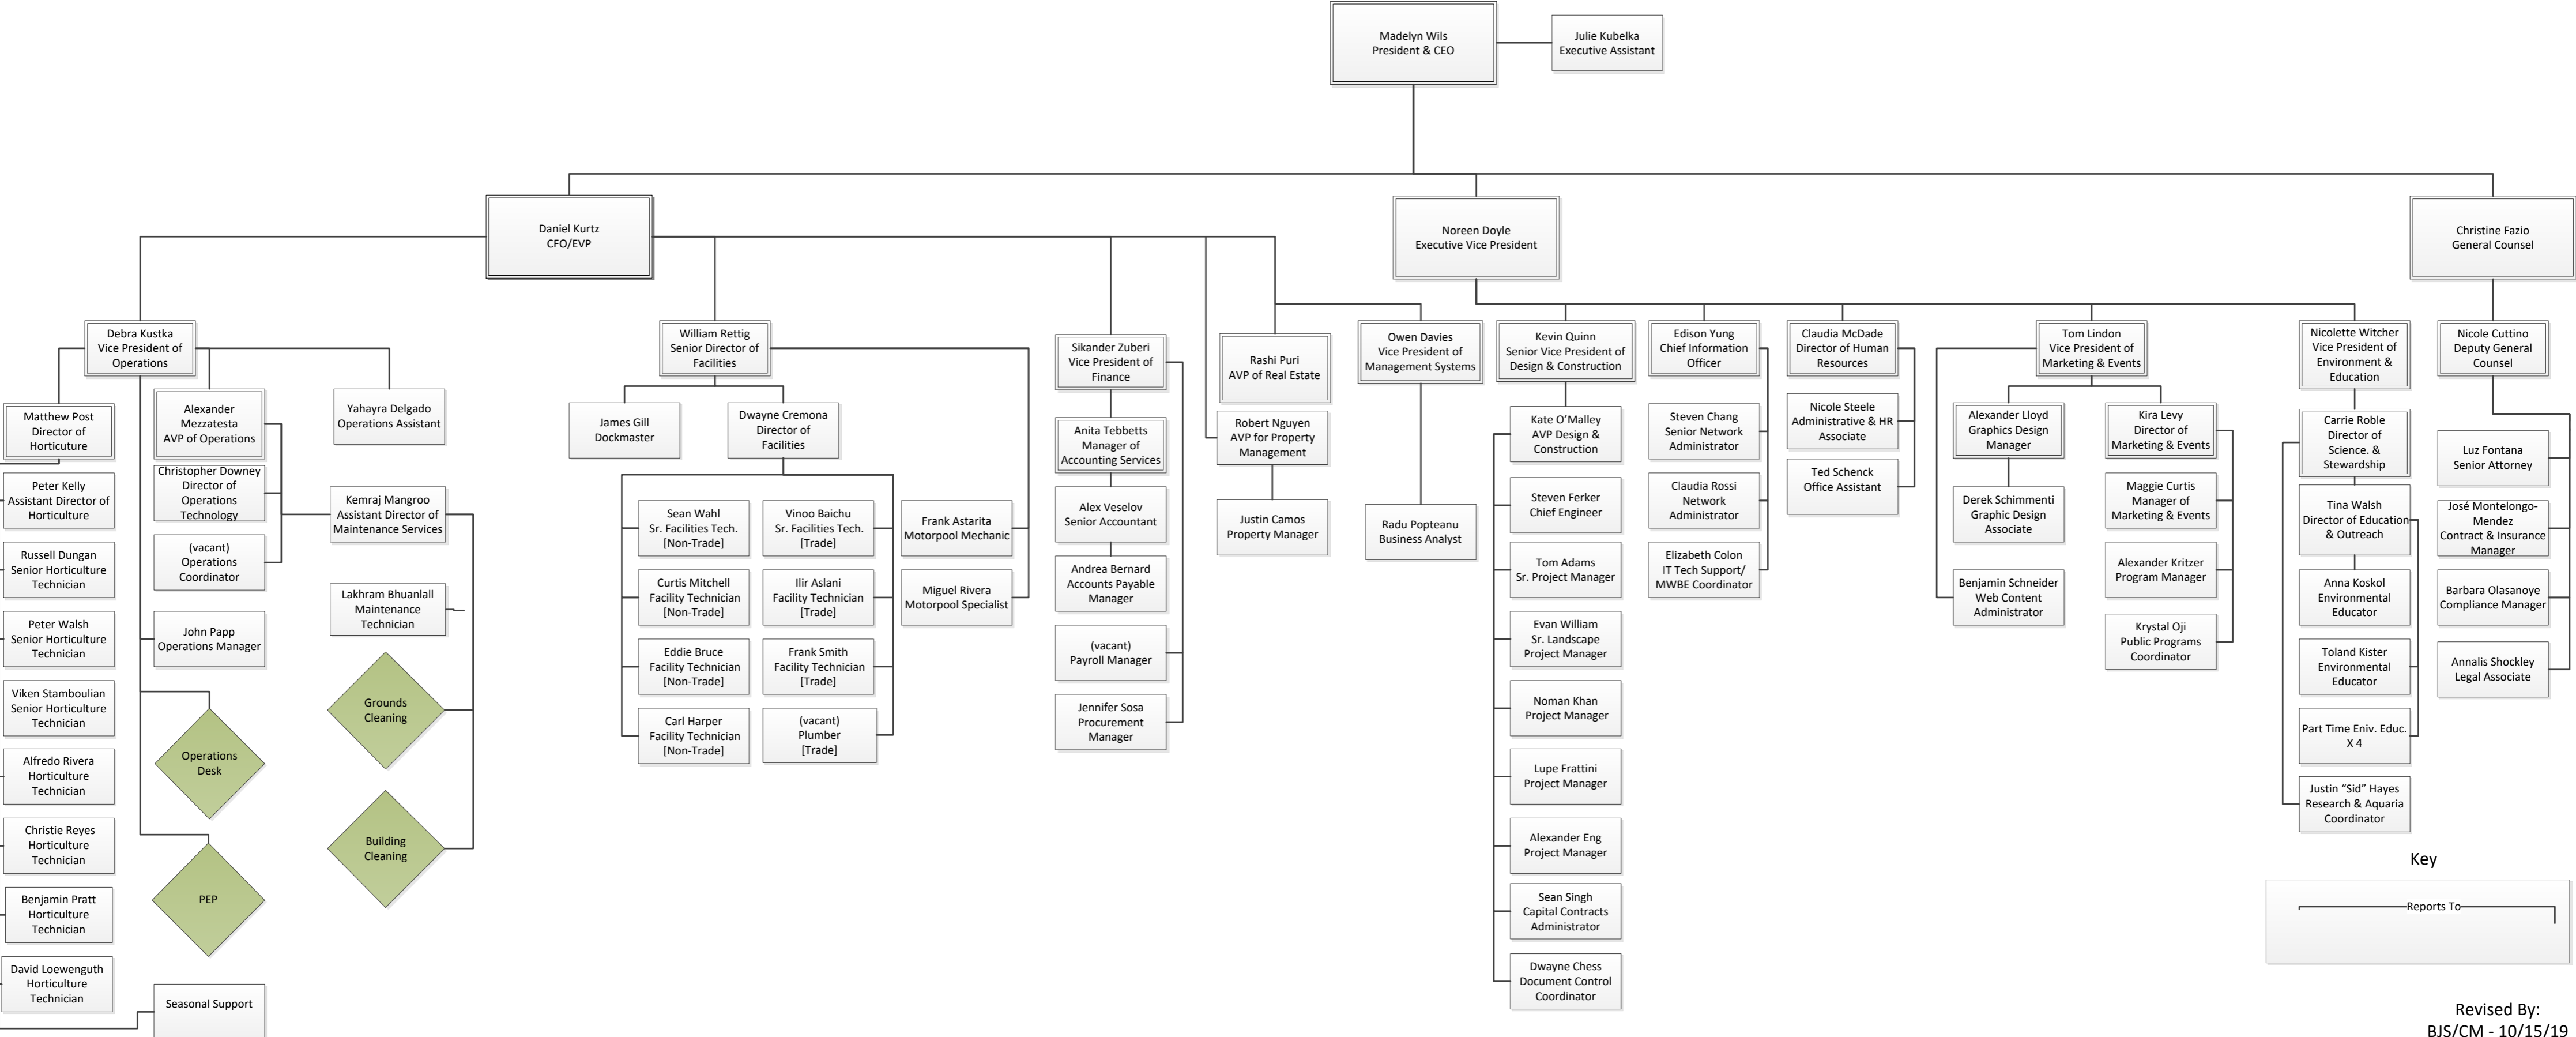 Madelyn Wils
President & CEO
Julie Kubelka
Executive Assistant
Daniel Kurtz
CFO/EVP
Noreen Doyle
Executive Vice President
Christine Fazio
General Counsel
Debra Kustka
Vice President of
Operations
Matthew Post
Director of
Horticulture
Peter Kelly
Assistant Director of
Horticulture
Russell Dungan
Senior Horticulture
Technician
Peter Walsh
Senior Horticulture
Technician
Viken Stamboulian
Senior Horticulture
Technician
Alfredo Rivera
Horticulture
Technician
Christie Reyes
Horticulture
Technician
Benjamin Pratt
Horticulture
Technician
David Loewenguth
Horticulture
Technician
Alexander
Mezzatesta
AVP of Operations
Christopher Downey
Director of
Operations
Technology
(vacant)
Operations
Coordinator
John Papp
Operations Manager
Operations
Desk
PEP
Seasonal Support
Yahayra Delgado
Operations Assistant
Kemraj Mangroo
Assistant Director of
Maintenance Services
Lakhram Bhuanlall
Maintenance
Technician
Grounds
Cleaning
Building
Cleaning
William Rettig
Senior Director of
Facilities
James Gill
Dockmaster
Dwayne Cremona
Director of
Facilities
Sean Wahl
Sr. Facilities Tech.
[Non-Trade]
Curtis Mitchell
Facility Technician
[Non-Trade]
Eddie Bruce
Facility Technician
[Non-Trade]
Carl Harper
Facility Technician
[Non-Trade]
Vinoo Baichu
Sr. Facilities Tech.
[Trade]
Ilir Aslani
Facility Technician
[Trade]
Frank Smith
Facility Technician
[Trade]
(vacant)
Plumber
[Trade]
Frank Astarita
Motorpool Mechanic
Miguel Rivera
Motorpool Specialist
Sikander Zuberi
Vice President of
Finance
Anita Tebbetts
Manager of
Accounting Services
Alex Veselov
Senior Accountant
Andrea Bernard
Accounts Payable
Manager
(vacant)
Payroll Manager
Jennifer Sosa
Procurement
Manager
Rashi Puri
AVP of Real Estate
Robert Nguyen
AVP for Property
Management
Justin Camos
Property Manager
Owen Davies
Vice President of
Management Systems
Radu Popteanu
Business Analyst
Kevin Quinn
Senior Vice President of
Design & Construction
Kate O’Malley
AVP Design &
Construction
Steven Ferker
Chief Engineer
Tom Adams
Sr. Project Manager
Evan William
Sr. Landscape
Project Manager
Noman Khan
Project Manager
Lupe Frattini
Project Manager
Alexander Eng
Project Manager
Sean Singh
Capital Contracts
Administrator
Dwayne Chess
Document Control
Coordinator
Edison Yung
Chief Information
Officer
Steven Chang
Senior Network
Administrator
Claudia Rossi
Network
Administrator
Elizabeth Colon
IT Tech Support/
MWBE Coordinator
Claudia McDade
Director of Human
Resources
Nicole Steele
Administrative & HR
Associate
Ted Schenck
Office Assistant
Tom Lindon
Vice President of
Marketing & Events
Alexander Lloyd
Graphics Design
Manager
Derek Schimmenti
Graphic Design
Associate
Benjamin Schneider
Web Content
Administrator
Kira Levy
Director of
Marketing & Events
Maggie Curtis
Manager of
Marketing & Events
Alexander Kritzer
Program Manager
Krystal Oji
Public Programs
Coordinator
Nicolette Witcher
Vice President of
Environment &
Education
Carrie Roble
Director of
Science. &
Stewardship
Tina Walsh
Director of Education
& Outreach
Anna Koskol
Environmental
Educator
Toland Kister
Environmental
Educator
Part Time Eniv. Educ.
X 4
Justin “Sid” Hayes
Research & Aquaria
Coordinator
Nicole Cuttino
Deputy General
Counsel
Luz Fontana
Senior Attorney
José Montelongo-
Mendez
Contract & Insurance
Manager
Barbara Olasanoye
Compliance Manager
Annalis Shockley
Legal Associate
Key
Reports To
Revised By:
BJS/CM - 10/15/19